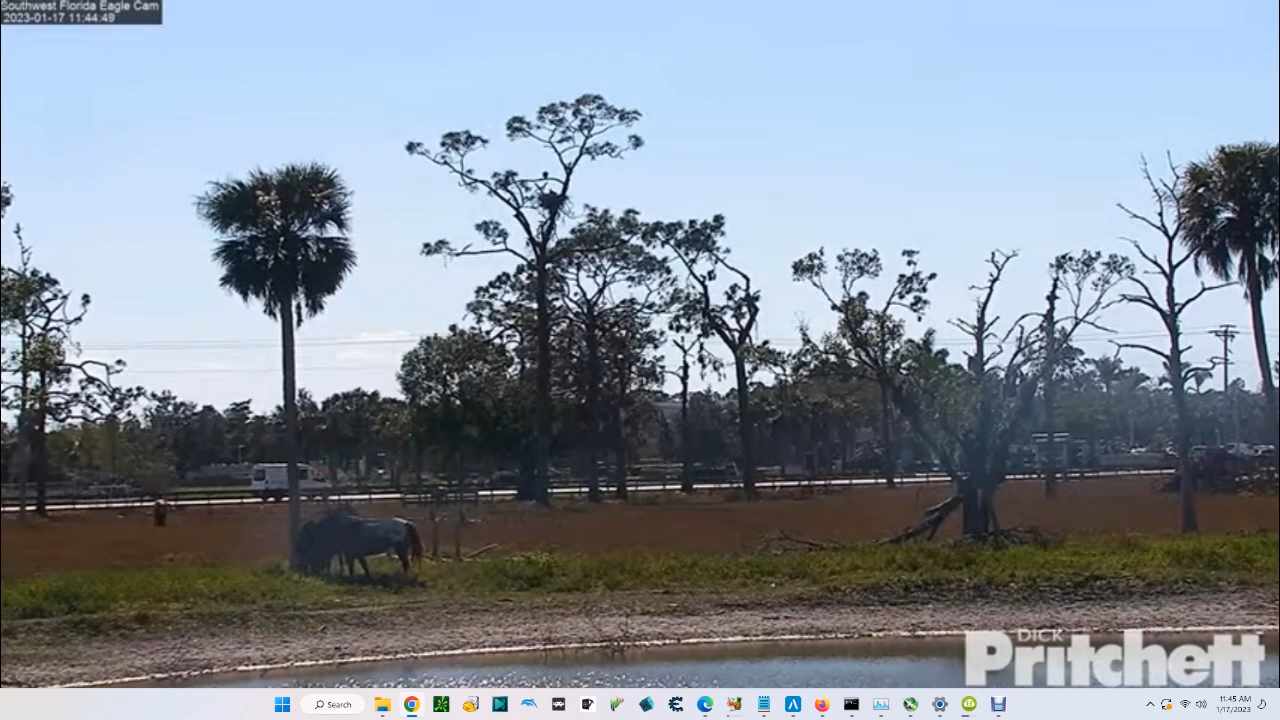 Southwest Florida Eagle Cam
2023-01-17 11:44:49
DICK
Pritchett
Search
11:45 AM
1/17/2023